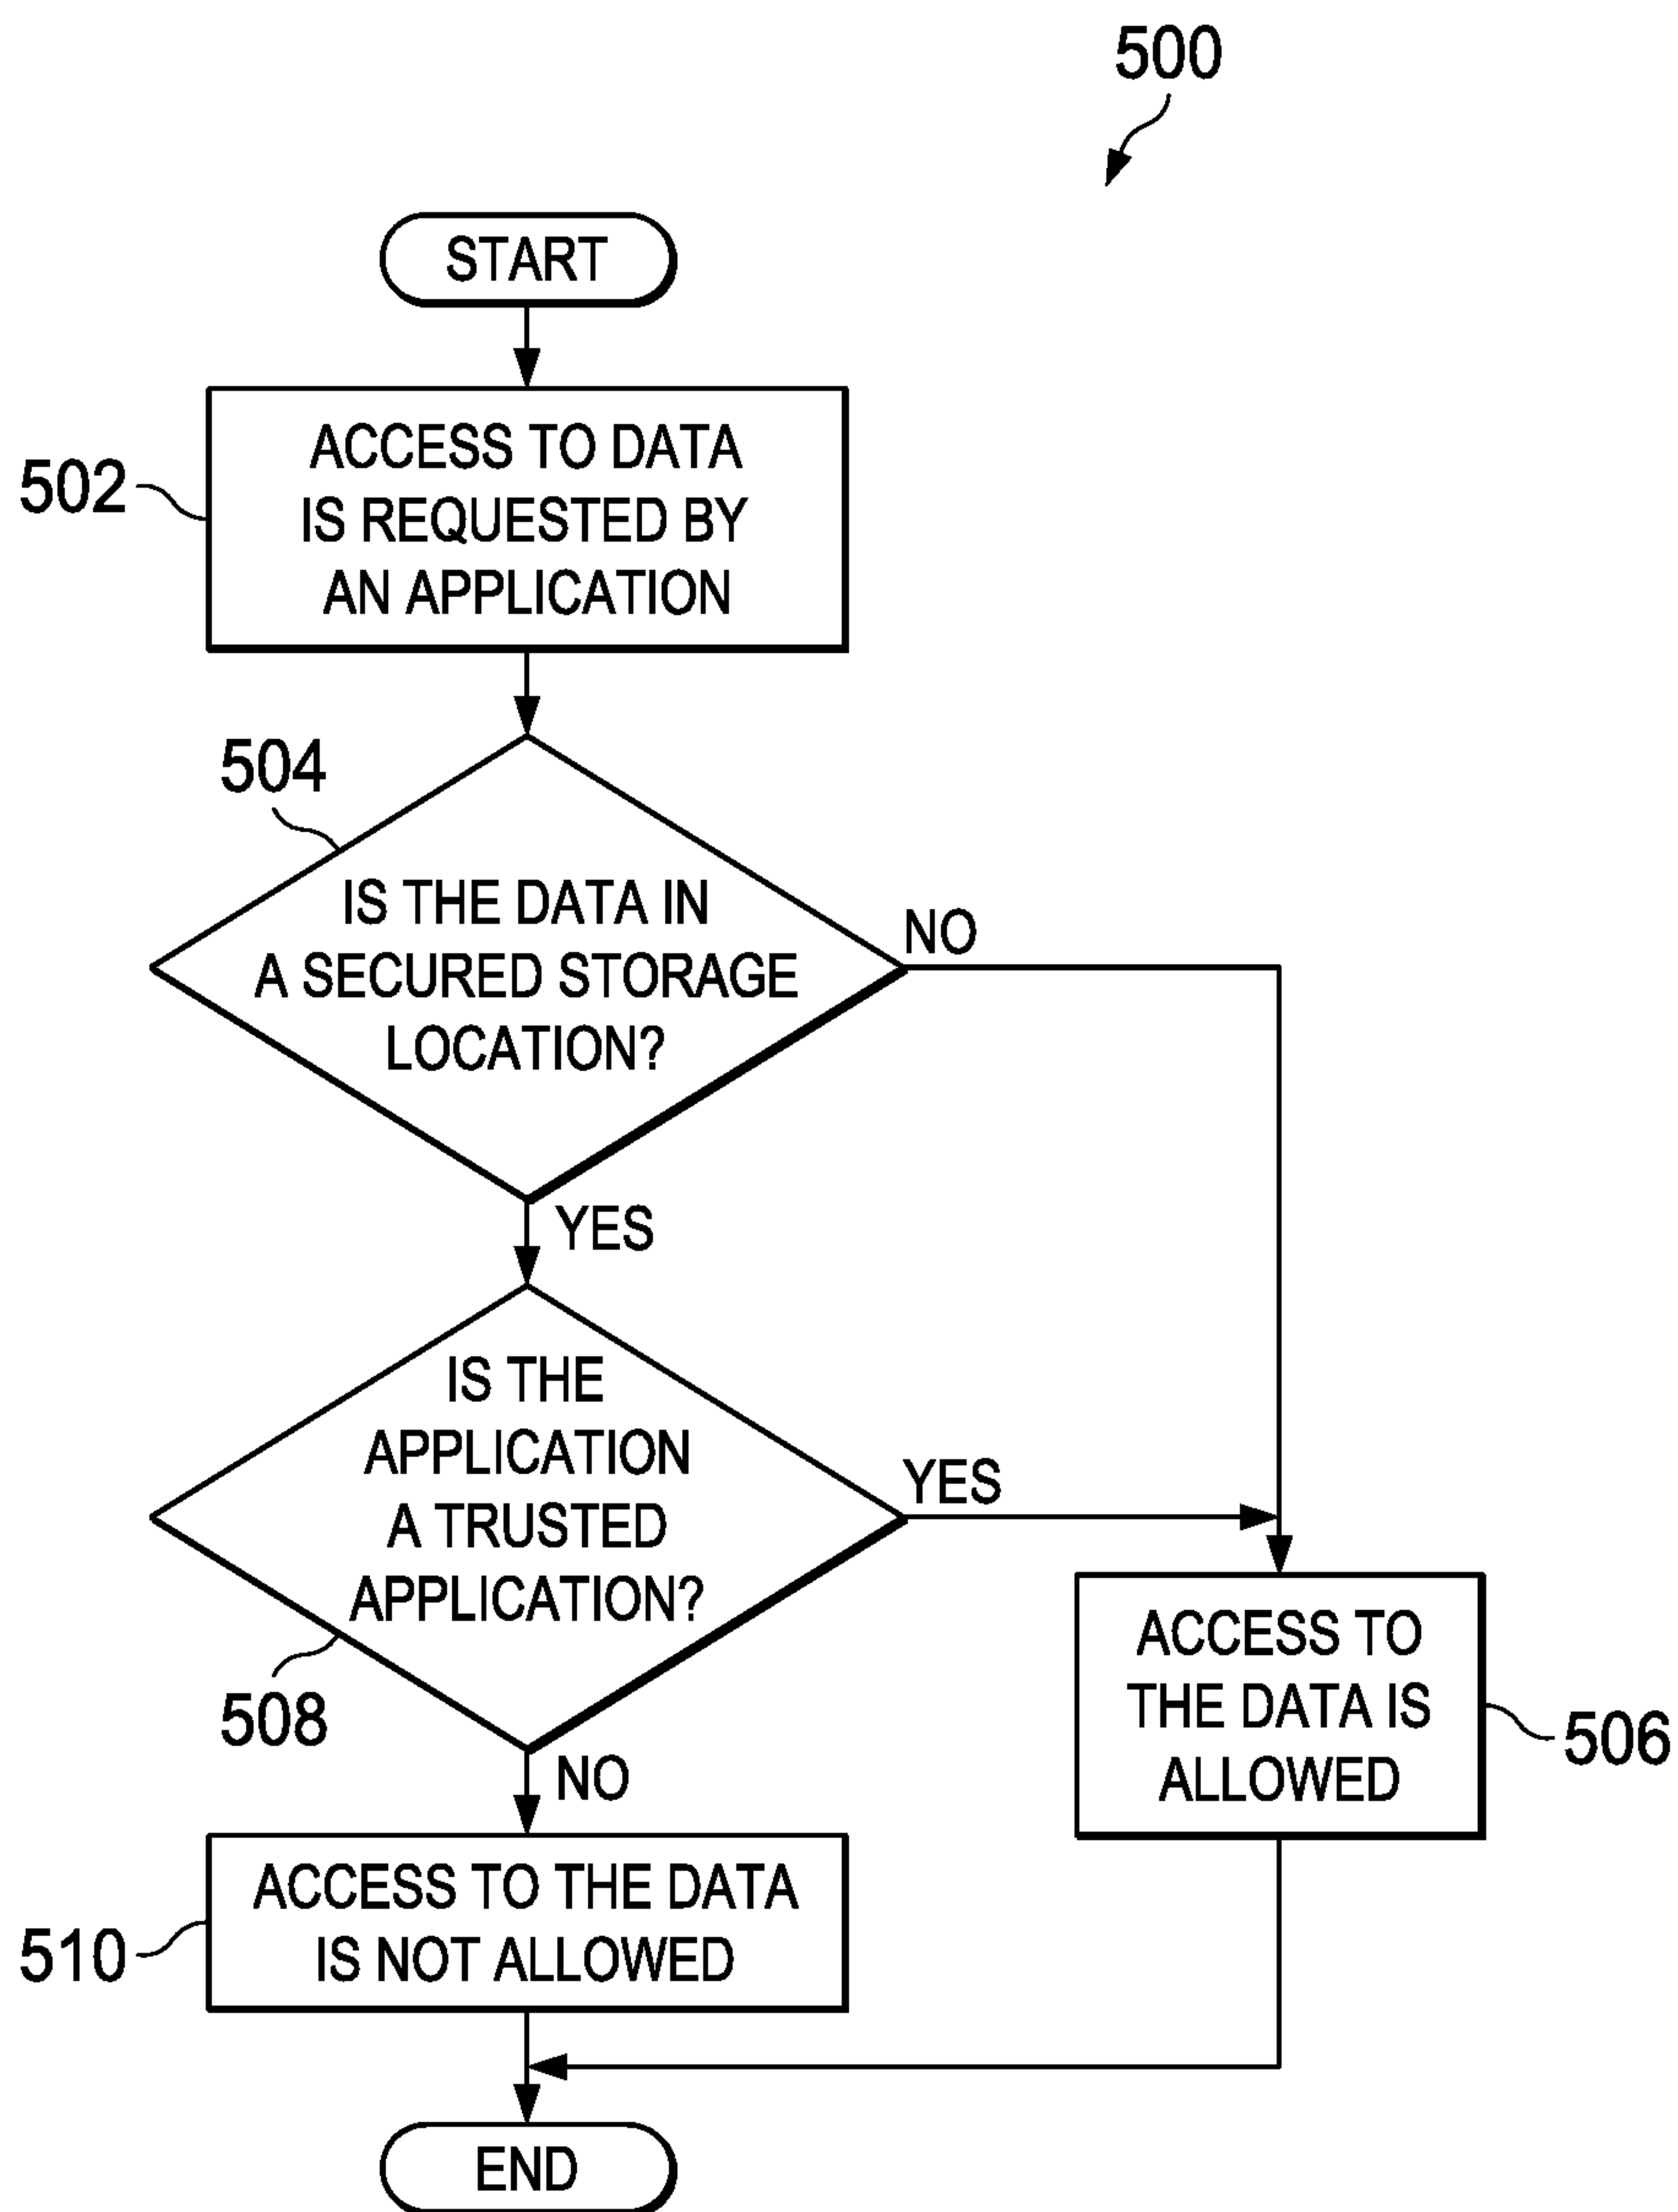 500
START
502
ACCESS TO DATA
IS REQUESTED BY
AN APPLICATION
504
IS THE DATA IN
A SECURED STORAGE
LOCATION?
NO
YES
IS THE
APPLICATION
A TRUSTED
APPLICATION?
YES
508
NO
ACCESS TO
THE DATA IS
ALLOWED
506
510
ACCESS TO THE DATA
IS NOT ALLOWED
END